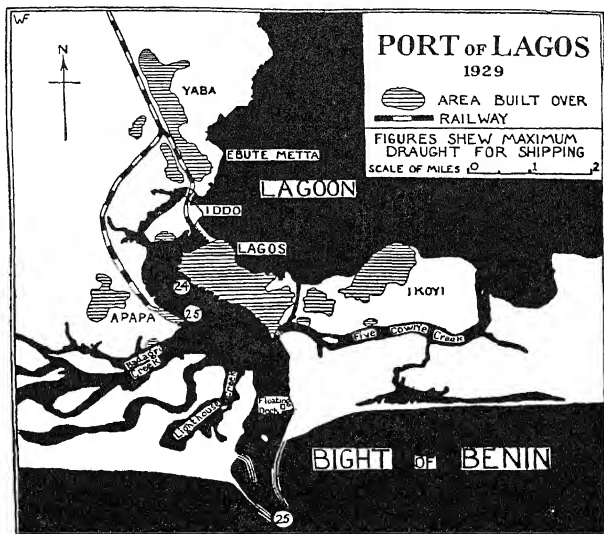 WF
PORT OF LAGOS
1929
AREA BUILT OVER
RAILWAY
FIGURES SHEW MAXIMUM
DRAUGHT FOR SHIPPING
SCALE OF MILES 0 1 2
N
YABA
EBUTE METTA
LAGOON
IDDO
LAGOS
24
IKOYI
25
APAPA
Five Cowrie Creek
Badagri
Creek
Lighthouse Creek
Floating
Dock
BIGHT OF BENIN
25